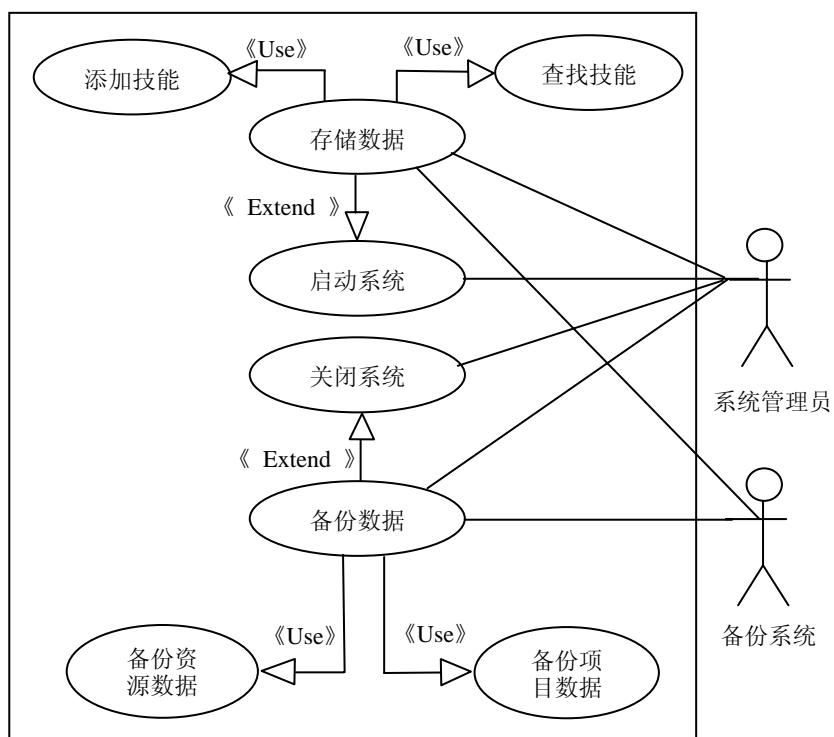 《Use》
《Use》
添加技能
查找技能
存储数据
《 Extend 》
启动系统
关闭系统
系统管理员
《 Extend 》
备份数据
备份系统
《Use》
《Use》
备份资
源数据
备份项
目数据